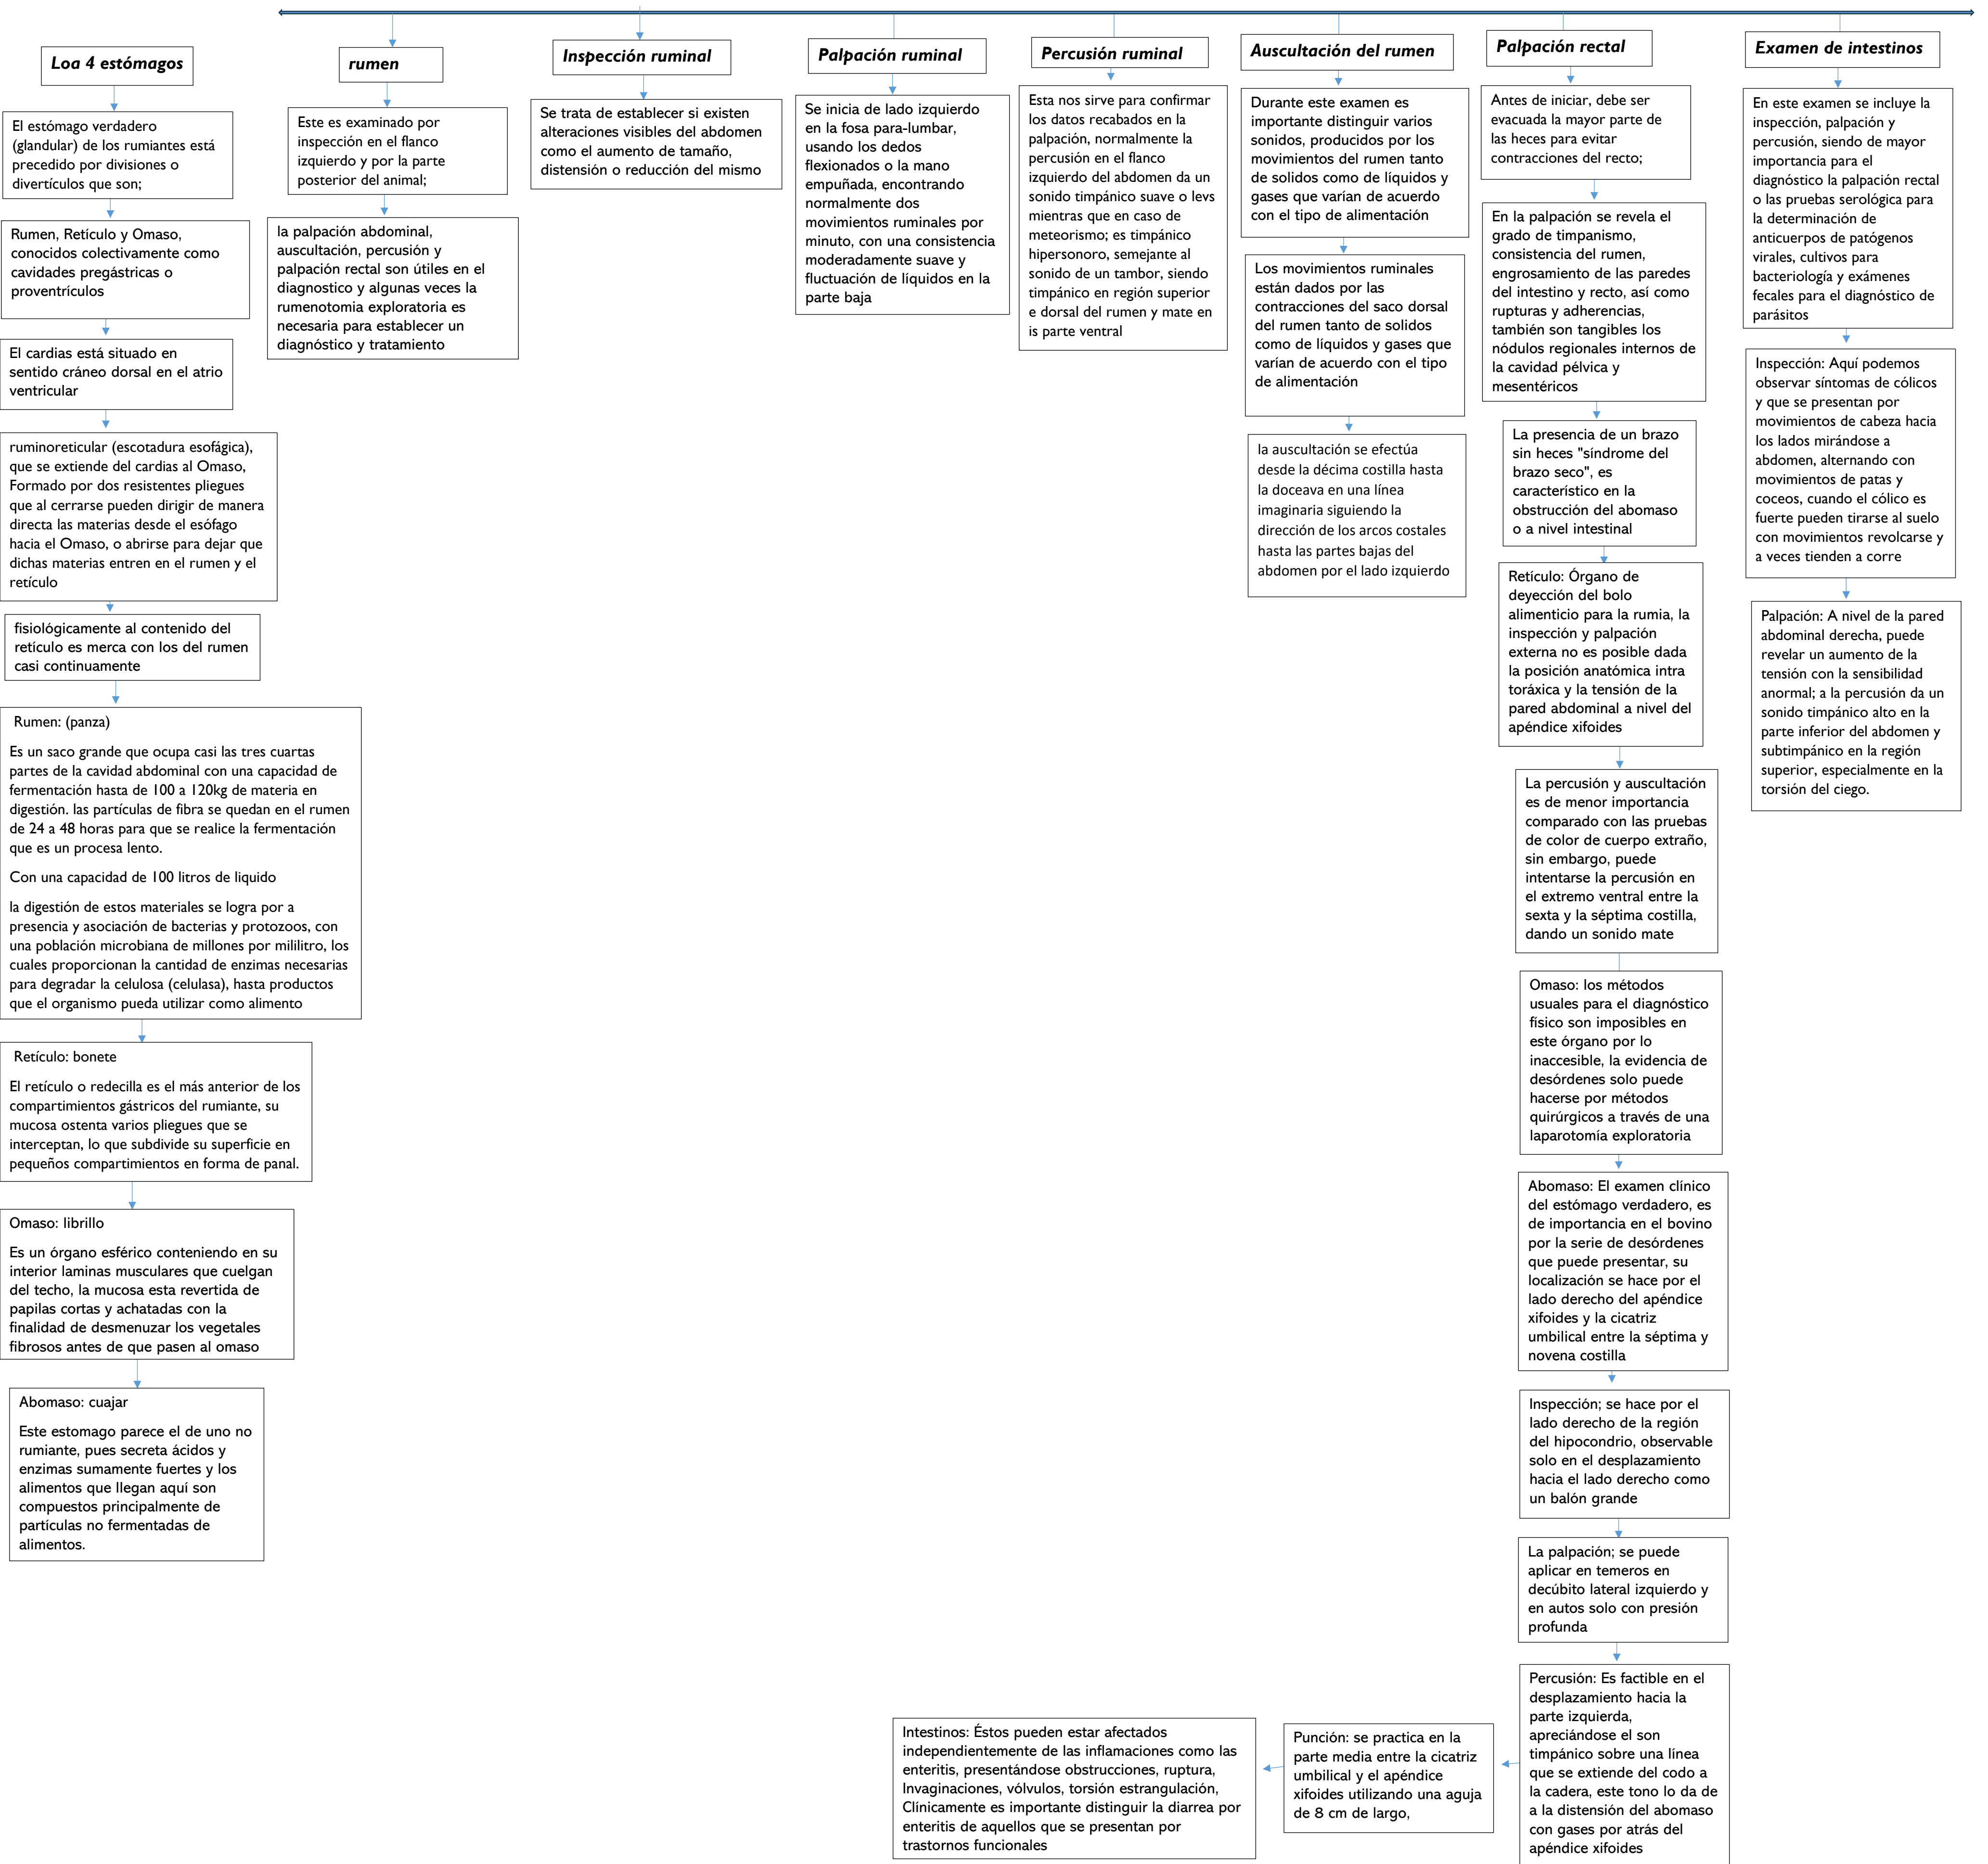 Loa 4 estómagos
El estómago verdadero
(glandular) de los rumiantes está
precedido por divisiones o
divertículos que son;
Rumen, Retículo y Omaso,
conocidos colectivamente como
cavidades pregástricas o
proventrículos
El cardias está situado en
sentido cráneo dorsal en el atrio
ventricular
ruminoreticular (escotadura esofágica),
que se extiende del cardias al Omaso,
Formado por dos resistentes pliegues
que al cerrarse pueden dirigir de manera
directa las materias desde el esófago
hacia el Omaso, o abrirse para dejar que
dichas materias entren en el rumen y el
retículo
fisiológicamente al contenido del
retículo es merca con los del rumen
casi continuamente
Rumen: (panza)
Es un saco grande que ocupa casi las tres cuartas
partes de la cavidad abdominal con una capacidad de
fermentación hasta de 100 a 120kg de materia en
digestión. las partículas de fibra se quedan en el rumen
de 24 a 48 horas para que se realice la fermentación
que es un procesa lento.
Con una capacidad de 100 litros de liquido
la digestión de estos materiales se logra por a
presencia y asociación de bacterias y protozoos, con
una población microbiana de millones por mililitro, los
cuales proporcionan la cantidad de enzimas necesarias
para degradar la celulosa (celulasa), hasta productos
que el organismo pueda utilizar como alimento
Retículo: bonete
El retículo o redecilla es el más anterior de los
compartimientos gástricos del rumiante, su
mucosa ostenta varios pliegues que se
interceptan, lo que subdivide su superficie en
pequeños compartimientos en forma de panal.
Omaso: librillo
Es un órgano esférico conteniendo en su
interior laminas musculares que cuelgan
del techo, la mucosa esta revertida de
papilas cortas y achatadas con la
finalidad de desmenuzar los vegetales
fibrosos antes de que pasen al omaso
Abomaso: cuajar
Este estomago parece el de uno no
rumiante, pues secreta ácidos y
enzimas sumamente fuertes y los
alimentos que llegan aquí son
compuestos principalmente de
partículas no fermentadas de
alimentos.
rumen
Este es examinado por
inspección en el flanco
izquierdo y por la parte
posterior del animal;
la palpación abdominal,
auscultación, percusión y
palpación rectal son útiles en el
diagnostico y algunas veces la
rumenotomia exploratoria es
necesaria para establecer un
diagnóstico y tratamiento
Inspección ruminal
Se trata de establecer si existen
alteraciones visibles del abdomen
como el aumento de tamaño,
distensión o reducción del mismo
Palpación ruminal
Se inicia de lado izquierdo
en la fosa para-lumbar,
usando los dedos
flexionados o la mano
empuñada, encontrando
normalmente dos
movimientos ruminales por
minuto, con una consistencia
moderadamente suave y
fluctuación de líquidos en la
parte baja
Percusión ruminal
Esta nos sirve para confirmar
los datos recabados en la
palpación, normalmente la
percusión en el flanco
izquierdo del abdomen da un
sonido timpánico suave o levs
mientras que en caso de
meteorismo; es timpánico
hipersonoro, semejante al
sonido de un tambor, siendo
timpánico en región superior
e dorsal del rumen y mate en
is parte ventral
Auscultación del rumen
Durante este examen es
importante distinguir varios
sonidos, producidos por los
movimientos del rumen tanto
de solidos como de líquidos y
gases que varían de acuerdo
con el tipo de alimentación
Los movimientos ruminales
están dados por las
contracciones del saco dorsal
del rumen tanto de solidos
como de líquidos y gases que
varían de acuerdo con el tipo
de alimentación
la auscultación se efectúa
desde la décima costilla hasta
la doceava en una línea
imaginaria siguiendo la
dirección de los arcos costales
hasta las partes bajas del
abdomen por el lado izquierdo
Palpación rectal
Antes de iniciar, debe ser
evacuada la mayor parte de
las heces para evitar
contracciones del recto;
En la palpación se revela el
grado de timpanismo,
consistencia del rumen,
engrosamiento de las paredes
del intestino y recto, así como
rupturas y adherencias,
también son tangibles los
nódulos regionales internos de
la cavidad pélvica y
mesentéricos
La presencia de un brazo
sin heces "síndrome del
brazo seco", es
característico en la
obstrucción del abomaso
o a nivel intestinal
Retículo: Órgano de
deyección del bolo
alimenticio para la rumia, la
inspección y palpación
externa no es posible dada
la posición anatómica intra
toráxica y la tensión de la
pared abdominal a nivel del
apéndice xifoides
La percusión y auscultación
es de menor importancia
comparado con las pruebas
de color de cuerpo extraño,
sin embargo, puede
intentarse la percusión en
el extremo ventral entre la
sexta y la séptima costilla,
dando un sonido mate
Omaso: los métodos
usuales para el diagnóstico
físico son imposibles en
este órgano por lo
inaccesible, la evidencia de
desórdenes solo puede
hacerse por métodos
quirúrgicos a través de una
laparotomía exploratoria
Abomaso: El examen clínico
del estómago verdadero, es
de importancia en el bovino
por la serie de desórdenes
que puede presentar, su
localización se hace por el
lado derecho del apéndice
xifoides y la cicatriz
umbilical entre la séptima y
novena costilla
Inspección; se hace por el
lado derecho de la región
del hipocondrio, observable
solo en el desplazamiento
hacia el lado derecho como
un balón grande
La palpación; se puede
aplicar en temeros en
decúbito lateral izquierdo y
en autos solo con presión
profunda
Percusión: Es factible en el
desplazamiento hacia la
parte izquierda,
apreciándose el son
timpánico sobre una línea
que se extiende del codo a
la cadera, este tono lo da de
a la distensión del abomaso
con gases por atrás del
apéndice xifoides
Punción: se practica en la
parte media entre la cicatriz
umbilical y el apéndice
xifoides utilizando una aguja
de 8 cm de largo,
Intestinos: Éstos pueden estar afectados
independientemente de las inflamaciones como las
enteritis, presentándose obstrucciones, ruptura,
Invaginaciones, vólvulos, torsión estrangulación,
Clínicamente es importante distinguir la diarrea por
enteritis de aquellos que se presentan por
trastornos funcionales
Examen de intestinos
En este examen se incluye la
inspección, palpación y
percusión, siendo de mayor
importancia para el
diagnóstico la palpación rectal
o las pruebas serológica para
la determinación de
anticuerpos de patógenos
virales, cultivos para
bacteriología y exámenes
fecales para el diagnóstico de
parásitos
Inspección: Aquí podemos
observar síntomas de cólicos
y que se presentan por
movimientos de cabeza hacia
los lados mirándose a
abdomen, alternando con
movimientos de patas y
coceos, cuando el cólico es
fuerte pueden tirarse al suelo
con movimientos revolcarse y
a veces tienden a corre
Palpación: A nivel de la pared
abdominal derecha, puede
revelar un aumento de la
tensión con la sensibilidad
anormal; a la percusión da un
sonido timpánico alto en la
parte inferior del abdomen y
subtimpánico en la región
superior, especialmente en la
torsión del ciego.